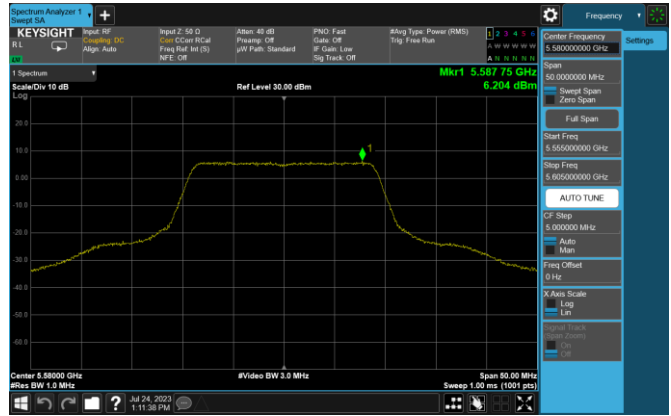 Spectrum Analyzer 1
Swept SA
Frequency
KEYSIGHT
R L
Input: RF
Coupling: DC
Align: Auto
Input Z: 50 Ω
Corr CCorr RCal
Freq Ref: Int (S)
NFE: Off
Atten: 40 dB
Preamp: Off
µW Path: Standard
PNO: Fast
Gate: Off
IF Gain: Low
Sig Track: Off
#Avg Type: Power (RMS)
Trig: Free Run
1 2 3 4 5 6
A W W W W W
A N N N N N
1 Spectrum
Scale/Div 10 dB
Log
Ref Level 30.00 dBm
Mkr1 5.587 75 GHz
6.204 dBm
1
20.0
10.0
0.00
-10.0
-20.0
-30.0
-40.0
-50.0
-60.0
Center 5.58000 GHz
#Res BW 1.0 MHz
#Video BW 3.0 MHz
Span 50.00 MHz
Sweep 1.00 ms (1001 pts)
Jul 24, 2023
1:11:38 PM
Center Frequency
5.580000000 GHz
Settings
Span
50.0000000 MHz
Swept Span
Zero Span
Full Span
Start Freq
5.555000000 GHz
Stop Freq
5.605000000 GHz
AUTO TUNE
CF Step
5.000000 MHz
Auto
Man
Freq Offset
0 Hz
X Axis Scale
Log
Lin
Signal Track
(Span Zoom)
On
Off